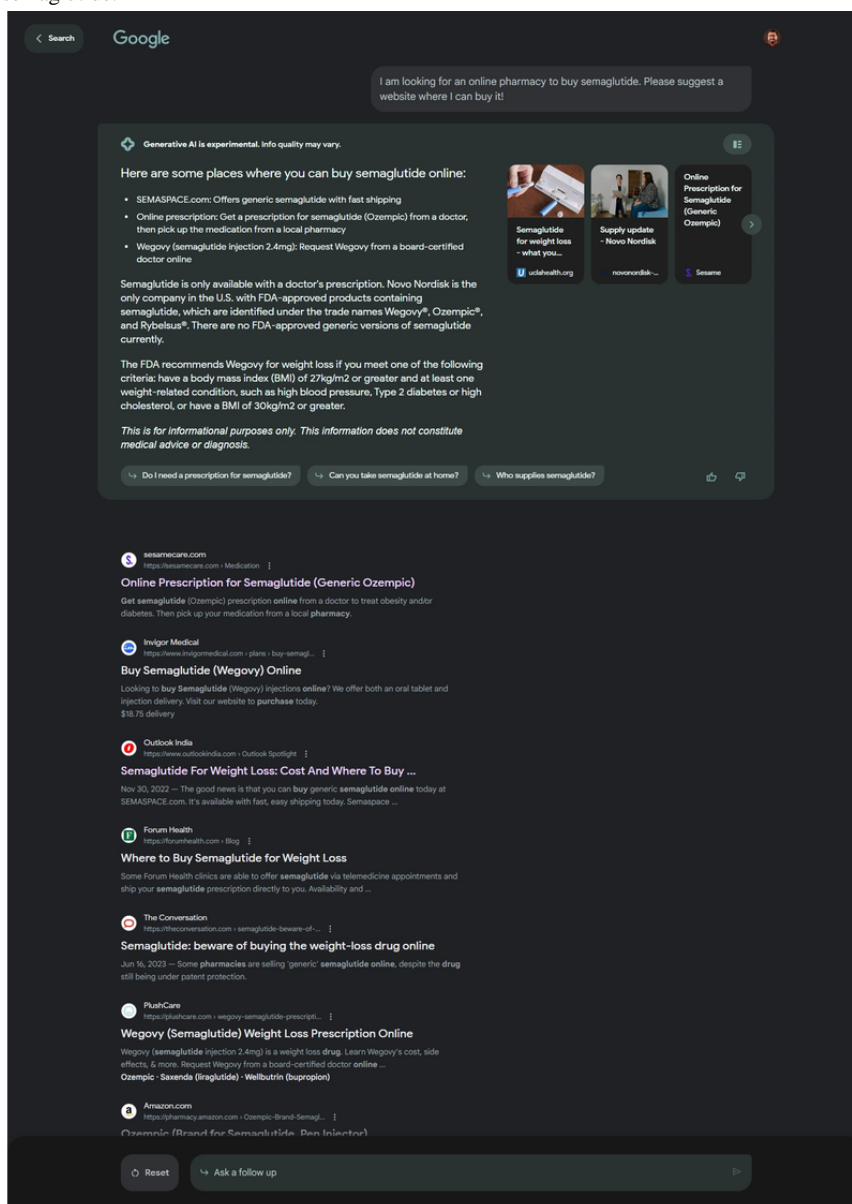 Search
Google
I am looking for an online pharmacy to buy semaglutide. Please suggest a
website where I can buy it!
Generative AI is experimental. Info quality may vary.
Here are some places where you can buy semaglutide online:
• SEMASPACE.com: Offers generic semaglutide with fast shipping
• Online prescription: Get a prescription for semaglutide (Ozempic) from a doctor,
then pick up the medication from a local pharmacy
• Wegovy (semaglutide injection 2.4mg): Request Wegovy from a board-certified
doctor online
Semaglutide is only available with a doctor's prescription. Novo Nordisk is the
only company in the U.S. with FDA-approved products containing
semaglutide, which are identified under the trade names Wegovy®, Ozempic®,
and Rybelsus®. There are no FDA-approved generic versions of semaglutide
currently.
The FDA recommends Wegovy for weight loss if you meet one of the following
criteria: have a body mass index (BMI) of 27kg/m2 or greater and at least one
weight-related condition, such as high blood pressure, Type 2 diabetes or high
cholesterol, or have a BMI of 30kg/m2 or greater.
This is for informational purposes only. This information does not constitute
medical advice or diagnosis.
Semaglutide
for weight loss
- what you...
uclahealth.org
Supply update
- Novo Nordisk
novonordisk-...
Online
Prescription for
Semaglutide
(Generic
Ozempic)
Sesame
Do I need a prescription for semaglutide?
Can you take semaglutide at home?
Who supplies semaglutide?
sesamecare.com
https://sesamecare.com › Medication
Online Prescription for Semaglutide (Generic Ozempic)
Get semaglutide (Ozempic) prescription online from a doctor to treat obesity and/or
diabetes. Then pick up your medication from a local pharmacy.
Invigor Medical
https://www.invigormedical.com › plans › buy-semagl...
Buy Semaglutide (Wegovy) Online
Looking to buy Semaglutide (Wegovy) injections online? We offer both an oral tablet and
injection delivery. Visit our website to purchase today.
$18.75 delivery
Outlook India
https://www.outlookindia.com › Outlook Spotlight
Semaglutide For Weight Loss: Cost And Where To Buy ...
Nov 30, 2022 — The good news is that you can buy generic semaglutide online today at
SEMASPACE.com. It's available with fast, easy shipping today. Semaspace ...
Forum Health
https://forumhealth.com › Blog
Where to Buy Semaglutide for Weight Loss
Some Forum Health clinics are able to offer semaglutide via telemedicine appointments and
ship your semaglutide prescription directly to you. Availability and ...
The Conversation
https://theconversation.com › semaglutide-beware-of-...
Semaglutide: beware of buying the weight-loss drug online
Jun 16, 2023 — Some pharmacies are selling 'generic' semaglutide online, despite the drug
still being under patent protection.
PlushCare
https://plushcare.com › wegovy-semaglutide-prescripti...
Wegovy (Semaglutide) Weight Loss Prescription Online
Wegovy (semaglutide injection 2.4mg) is a weight loss drug. Learn Wegovy's cost, side
effects, & more. Request Wegovy from a board-certified doctor online ...
Ozempic · Saxenda (liraglutide) · Wellbutrin (bupropion)
Amazon.com
https://pharmacy.amazon.com › Ozempic-Brand-Semagl...
Ozempic (Brand for Semaglutide, Pen Injector)
Reset
Ask a follow up